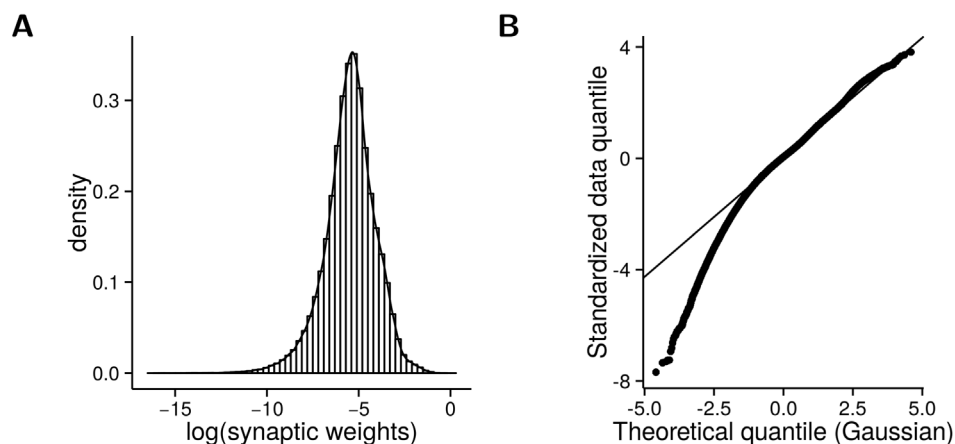 A
density
0.3
0.2
0.1
0.0
−15
−10
−5
0
log(synaptic weights)
B
Standardized data quantile
4
0
-4
-8
-5.0
-2.5
0.0
2.5
5.0
Theoretical quantile (Gaussian)